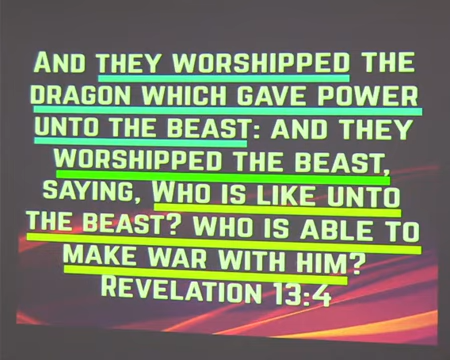 AND THEY WORSHIPPED THE
DRAGON WHICH GAVE POWER
UNTO THE BEAST: AND THEY
WORSHIPPED THE BEAST,
SAYING, WHO IS LIKE UNTO
THE BEAST? WHO IS ABLE TO
MAKE WAR WITH HIM?
REVELATION 13:4